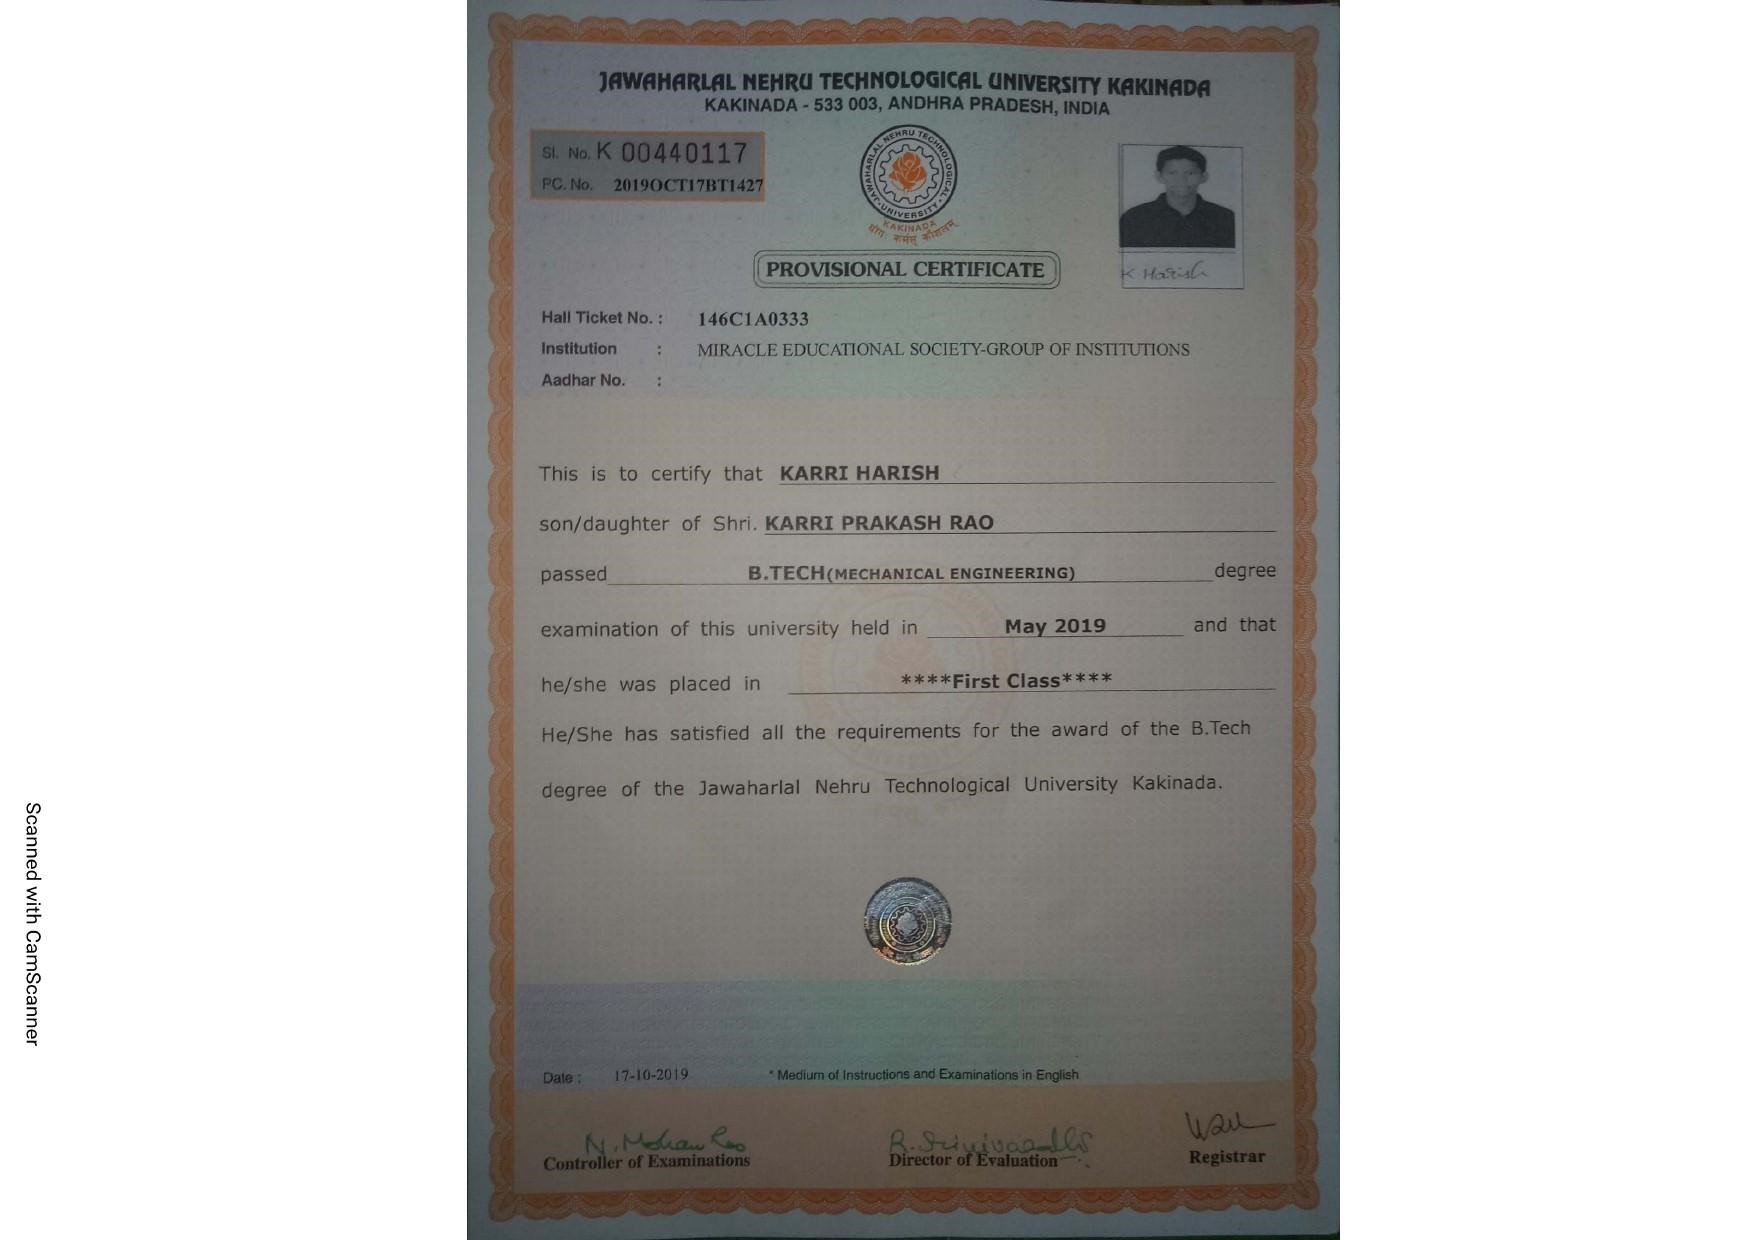 JAWAHARLAL NEHRU TECHNOLOGICAL UNIVERSITY KAKINADA
KAKINADA - 533 003, ANDHRA PRADESH, INDIA
Sl. No. K 00440117
PC. No. 2019OCT17BT1427
JAWAHARLAL NEHRU TECHNOLOGICAL UNIVERSITY
KAKINADA
योगः कर्मसु कौशलम्
K Harish
PROVISIONAL CERTIFICATE
Hall Ticket No. : 146C1A0333
Institution : MIRACLE EDUCATIONAL SOCIETY-GROUP OF INSTITUTIONS
Aadhar No. :
This is to certify that KARRI HARISH
son/daughter of Shri. KARRI PRAKASH RAO
passed B.TECH(MECHANICAL ENGINEERING) degree
examination of this university held in May 2019 and that
he/she was placed in ****First Class****
He/She has satisfied all the requirements for the award of the B.Tech
degree of the Jawaharlal Nehru Technological University Kakinada.
Date : 17-10-2019 * Medium of Instructions and Examinations in English
N. Mohan Rao
Controller of Examinations Director of Evaluation Registrar
Scanned with CamScanner